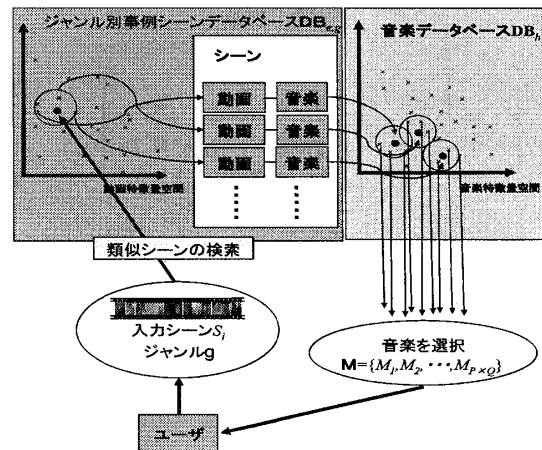 ジャンル別事例シーンデータベースDBe,g
シーン
動画 音楽
動画 音楽
動画 音楽
動画特徴量空間
音楽データベースDBh
音楽特徴量空間
類似シーンの検索
入力シーンSi
ジャンルg
音楽を選択
M={M1,M2,・・・,MP×Q}
ユーザ